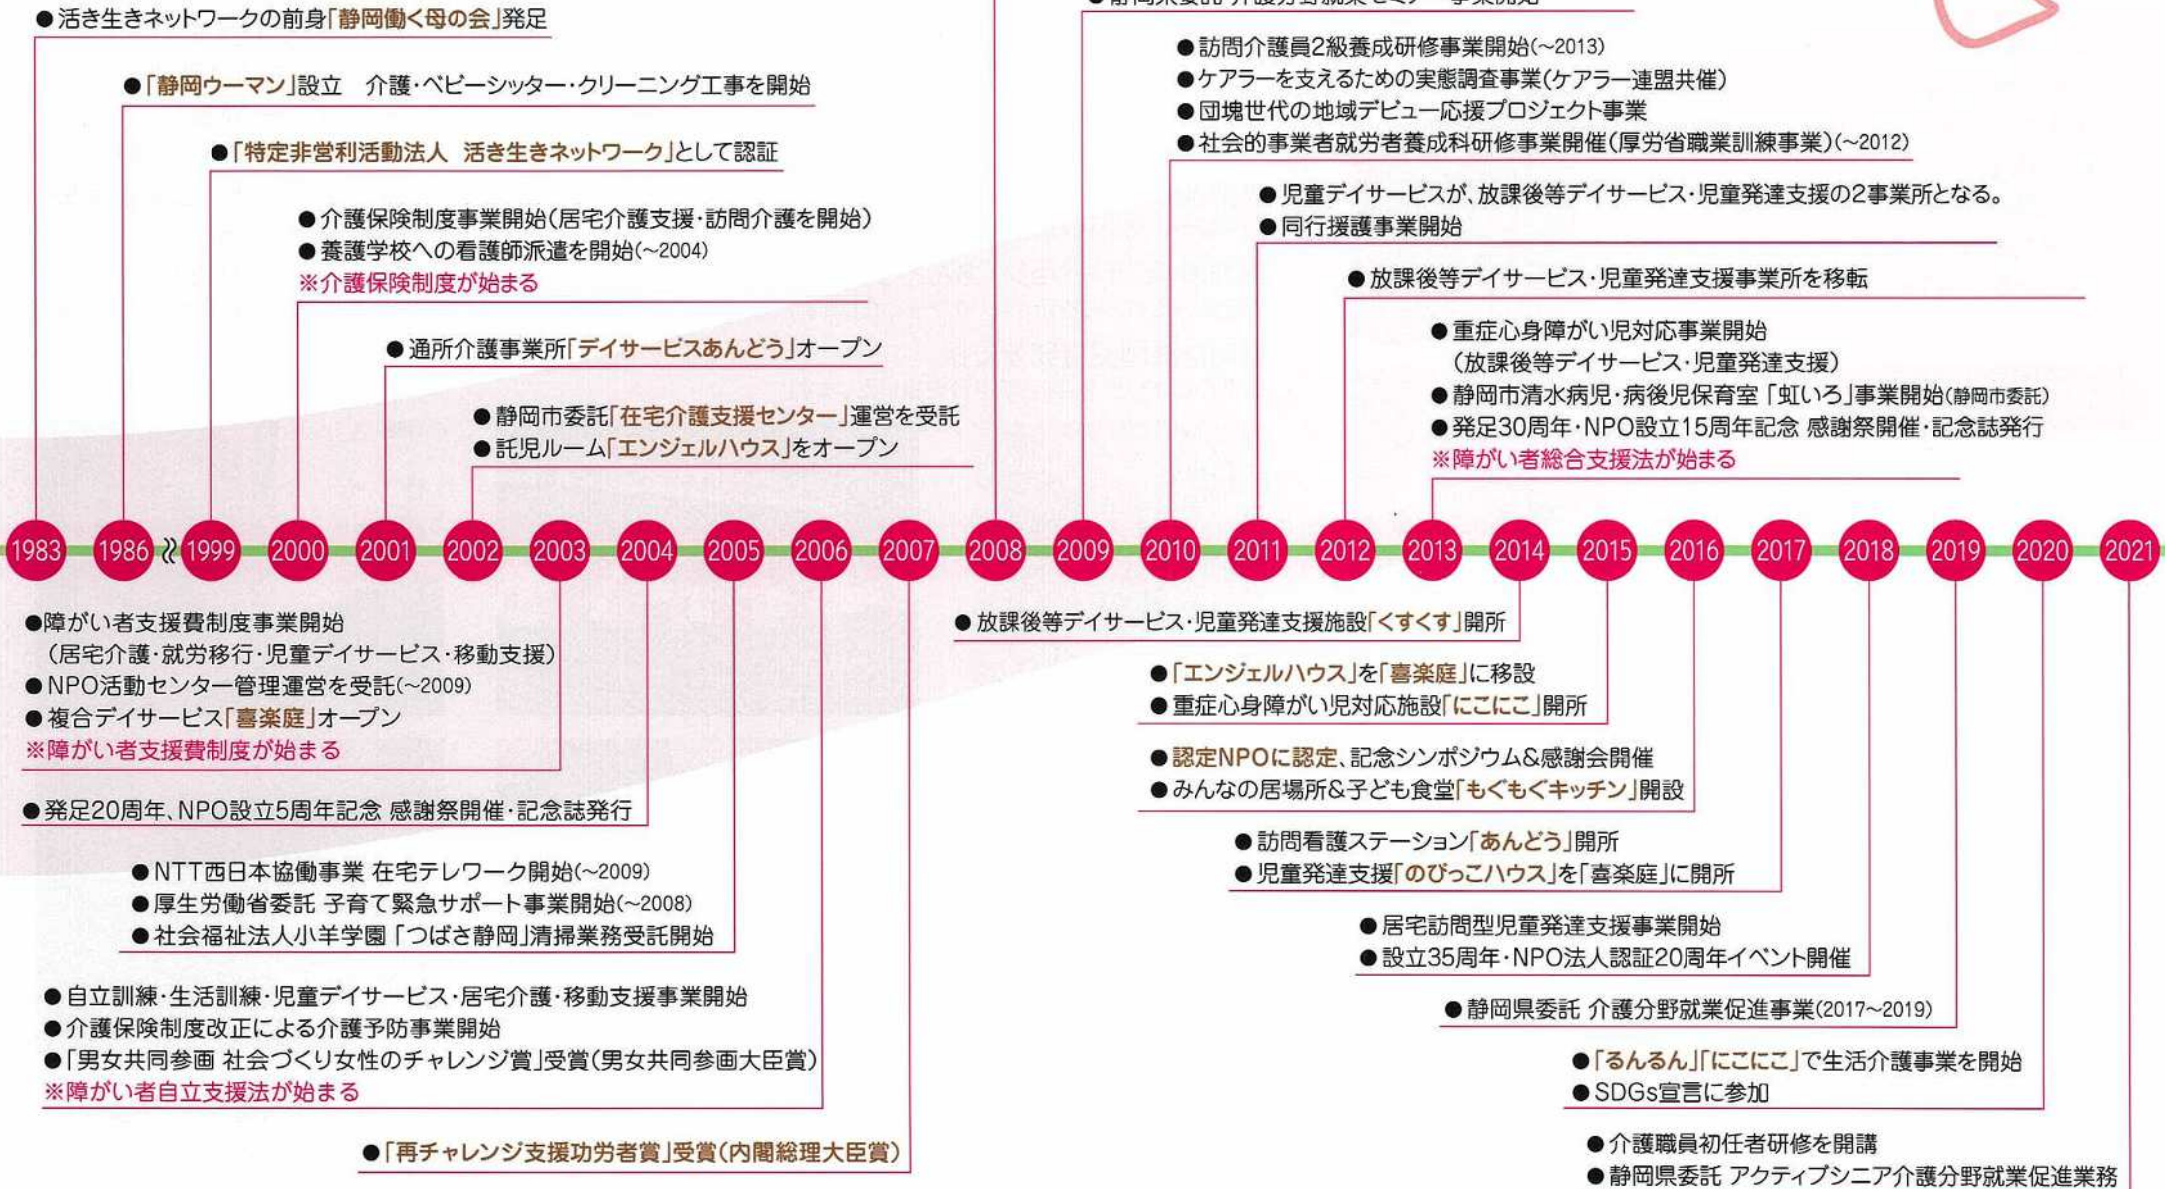 ●活き生きネットワークの前身「静岡働く母の会」発足
●「静岡ウーマン」設立　介護・ベビーシッター・クリーニング工事を開始
●「特定非営利活動法人 活き生きネットワーク」として認証
●介護保険制度事業開始(居宅介護支援・訪問介護を開始)
●養護学校への看護師派遣を開始(~2004)
※介護保険制度が始まる
●通所介護事業所「デイサービスあんどう」オープン
●静岡市委託「在宅介護支援センター」運営を受託
●託児ルーム「エンジェルハウス」をオープン
●訪問介護員2級養成研修事業開始(~2013)
●ケアラーを支えるための実態調査事業(ケアラー連盟共催)
●団塊世代の地域デビュー応援プロジェクト事業
●社会的事業者就労者養成科研修事業開催(厚労省職業訓練事業)(~2012)
●児童デイサービスが、放課後等デイサービス・児童発達支援の2事業所となる。
●同行援護事業開始
●放課後等デイサービス・児童発達支援事業所を移転
●重症心身障がい児対応事業開始
(放課後等デイサービス・児童発達支援)
●静岡市清水病児・病後児保育室「虹いろ」事業開始(静岡市委託)
●発足30周年・NPO設立15周年記念 感謝祭開催・記念誌発行
※障がい者総合支援法が始まる
1983 1986 1999 2000 2001 2002 2003 2004 2005 2006 2007 2008 2009 2010 2011 2012 2013 2014 2015 2016 2017 2018 2019 2020 2021
●障がい者支援費制度事業開始
(居宅介護・就労移行・児童デイサービス・移動支援)
●NPO活動センター管理運営を受託(~2009)
●複合デイサービス「喜楽庭」オープン
※障がい者支援費制度が始まる
●発足20周年、NPO設立5周年記念 感謝祭開催・記念誌発行
●NTT西日本協働事業 在宅テレワーク開始(~2009)
●厚生労働省委託 子育て緊急サポート事業開始(~2008)
●社会福祉法人小羊学園「つばさ静岡」清掃業務受託開始
●自立訓練・生活訓練・児童デイサービス・居宅介護・移動支援事業開始
●介護保険制度改正による介護予防事業開始
●「男女共同参画 社会づくり女性のチャレンジ賞」受賞(男女共同参画大臣賞)
※障がい者自立支援法が始まる
●「再チャレンジ支援功労者賞」受賞(内閣総理大臣賞)
●放課後等デイサービス・児童発達支援施設「くすくす」開所
●「エンジェルハウス」を「喜楽庭」に移設
●重症心身障がい児対応施設「にこにこ」開所
●認定NPOに認定、記念シンポジウム&感謝会開催
●みんなの居場所&子ども食堂「もぐもぐキッチン」開設
●訪問看護ステーション「あんどう」開所
●児童発達支援「のびっこハウス」を「喜楽庭」に開所
●居宅訪問型児童発達支援事業開始
●設立35周年・NPO法人認証20周年イベント開催
●静岡県委託 介護分野就業促進事業(2017~2019)
●「るんるん」「にこにこ」で生活介護事業を開始
●SDGs宣言に参加
●介護職員初任者研修を開講
●静岡県委託 アクティブシニア介護分野就業促進業務